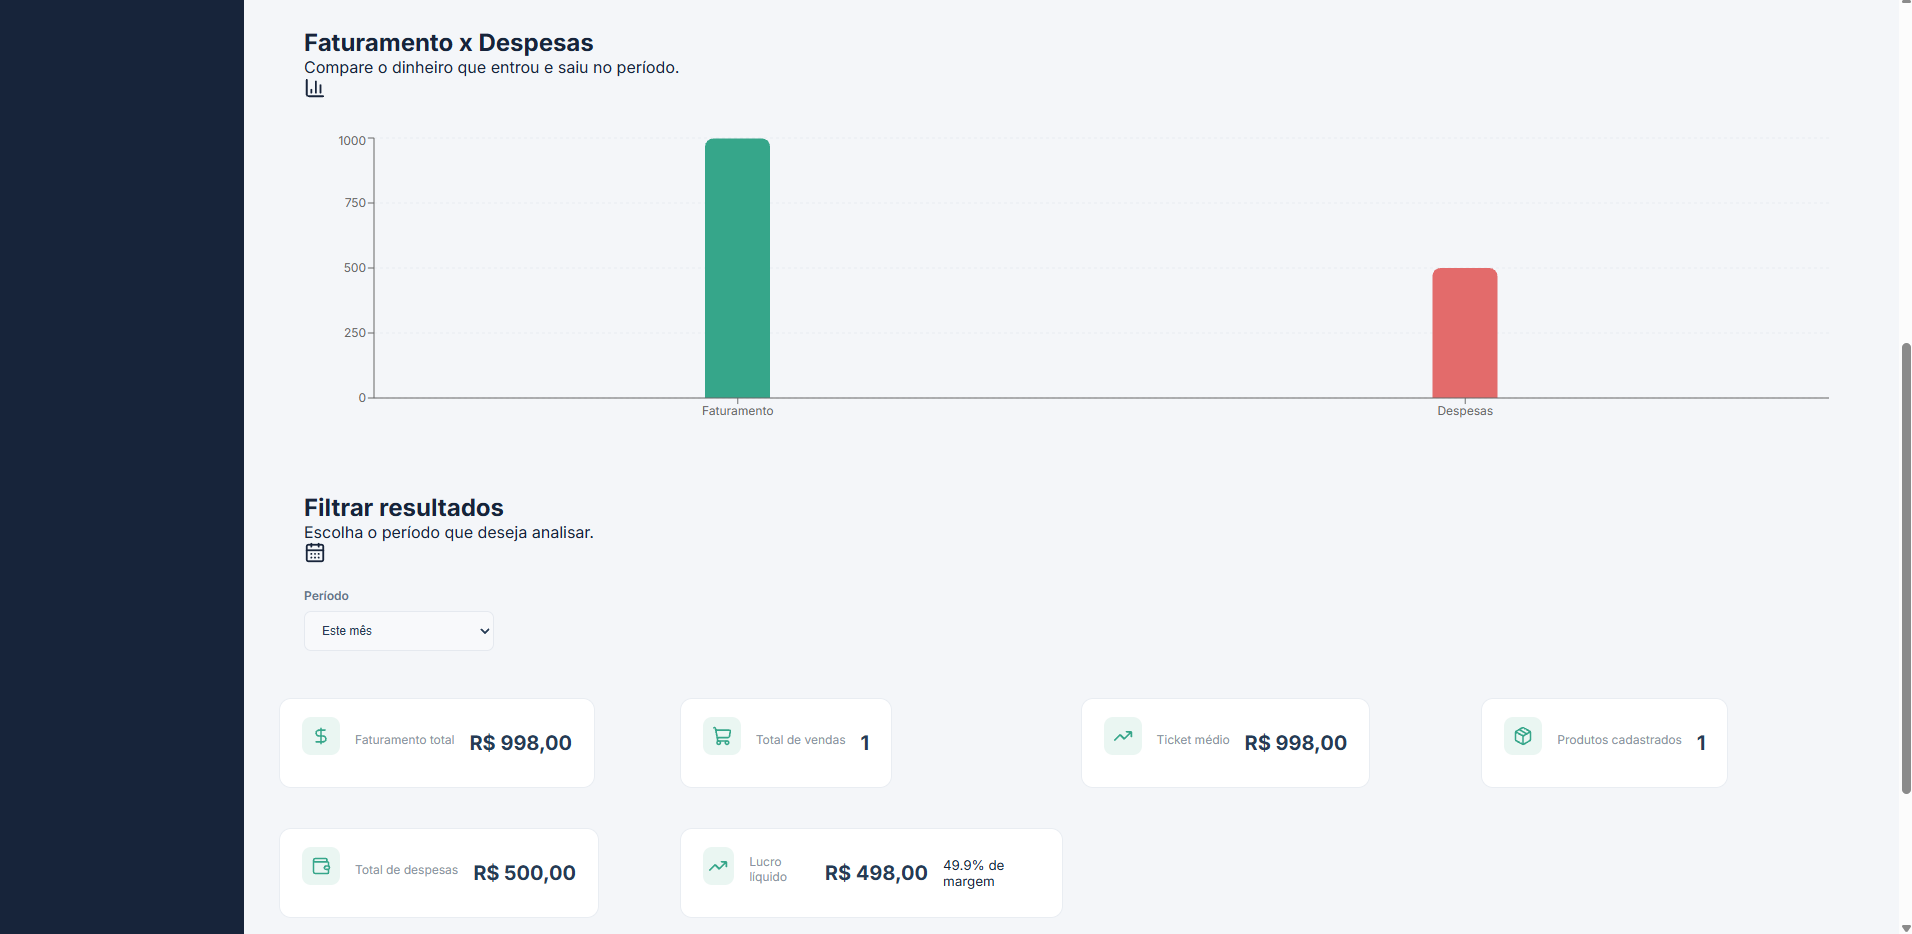 Faturamento x Despesas
Compare o dinheiro que entrou e saiu no período.
1000
750
500
250
0
Faturamento
Despesas
Filtrar resultados
Escolha o período que deseja analisar.
Período
Este mês
Faturamento total R$ 998,00
Total de vendas 1
Ticket médio R$ 998,00
Produtos cadastrados 1
Total de despesas R$ 500,00
Lucro
líquido
R$ 498,00
49.9% de
margem